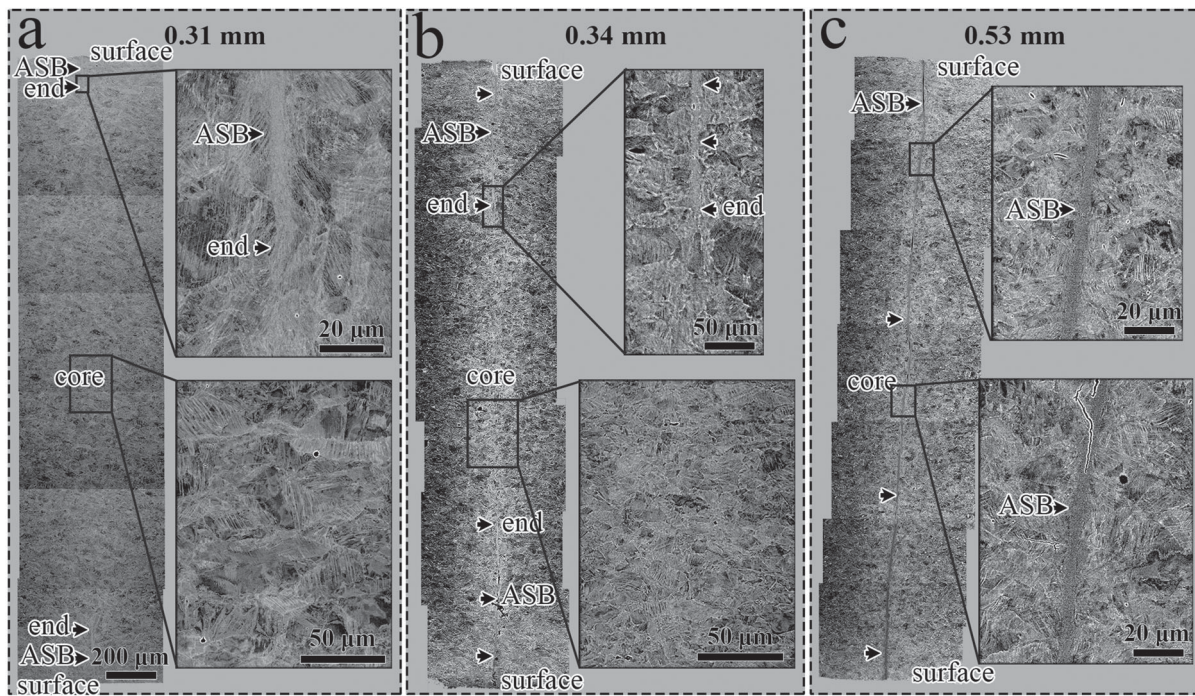 a
0.31 mm
surface
ASB
end
ASB
end
20 μm
core
50 μm
end
ASB
200 μm
surface
b
0.34 mm
surface
ASB
end
end
50 μm
core
end
ASB
50 μm
surface
c
0.53 mm
surface
ASB
ASB
20 μm
core
ASB
20 μm
surface